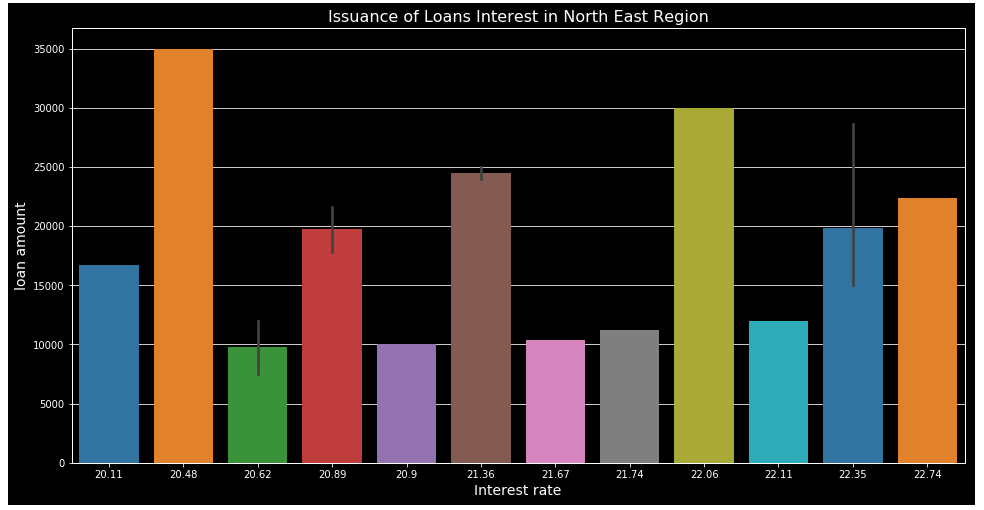 Issuance of Loans Interest in North East Region
loan amount
35000
30000
25000
20000
15000
10000
5000
0
20.11 20.48 20.62 20.89 20.9 21.36 21.67 21.74 22.06 22.11 22.35 22.74
Interest rate